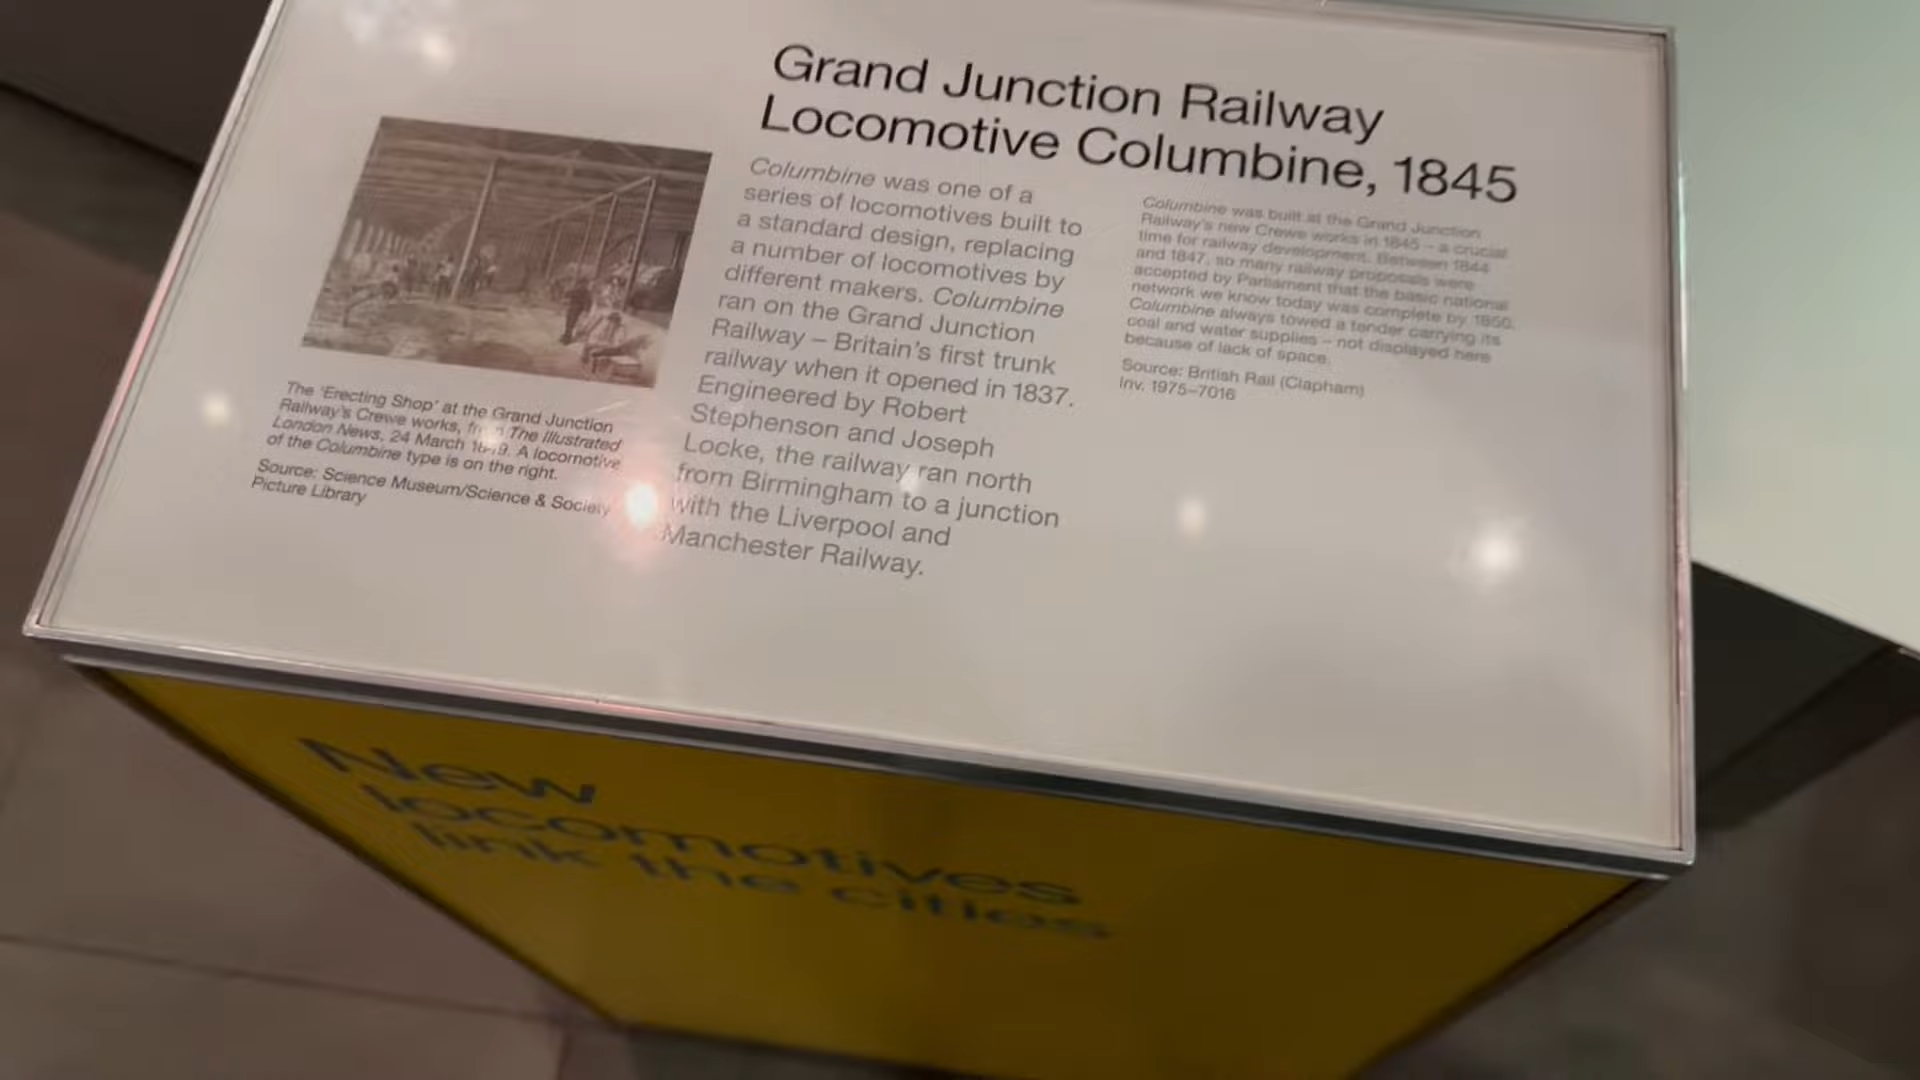 Grand Junction Railway
Locomotive Columbine, 1845
Columbine was one of a
series of locomotives built to
a standard design, replacing
a number of locomotives by
different makers. Columbine
ran on the Grand Junction
Railway – Britain's first trunk
railway when it opened in 1837.
Engineered by Robert
Stephenson and Joseph
Locke, the railway ran north
from Birmingham to a junction
with the Liverpool and
Manchester Railway.
Columbine was built at the Grand Junction
Railway's new Crewe works in 1845 – a crucial
time for railway development. Between 1844
and 1847, so many railway proposals were
accepted by Parliament that the basic national
network we know today was complete by 1850.
Columbine always towed a tender carrying its
coal and water supplies – not displayed here
because of lack of space.
Source: British Rail (Clapham)
Inv. 1975–7016
The 'Erecting Shop' at the Grand Junction
Railway's Crewe works, The Illustrated
London News, 24 March A locomotive
of the Columbine type is on the right.
Source: Science Museum/Science & Society
Picture Library
New
locomotives
link the cities